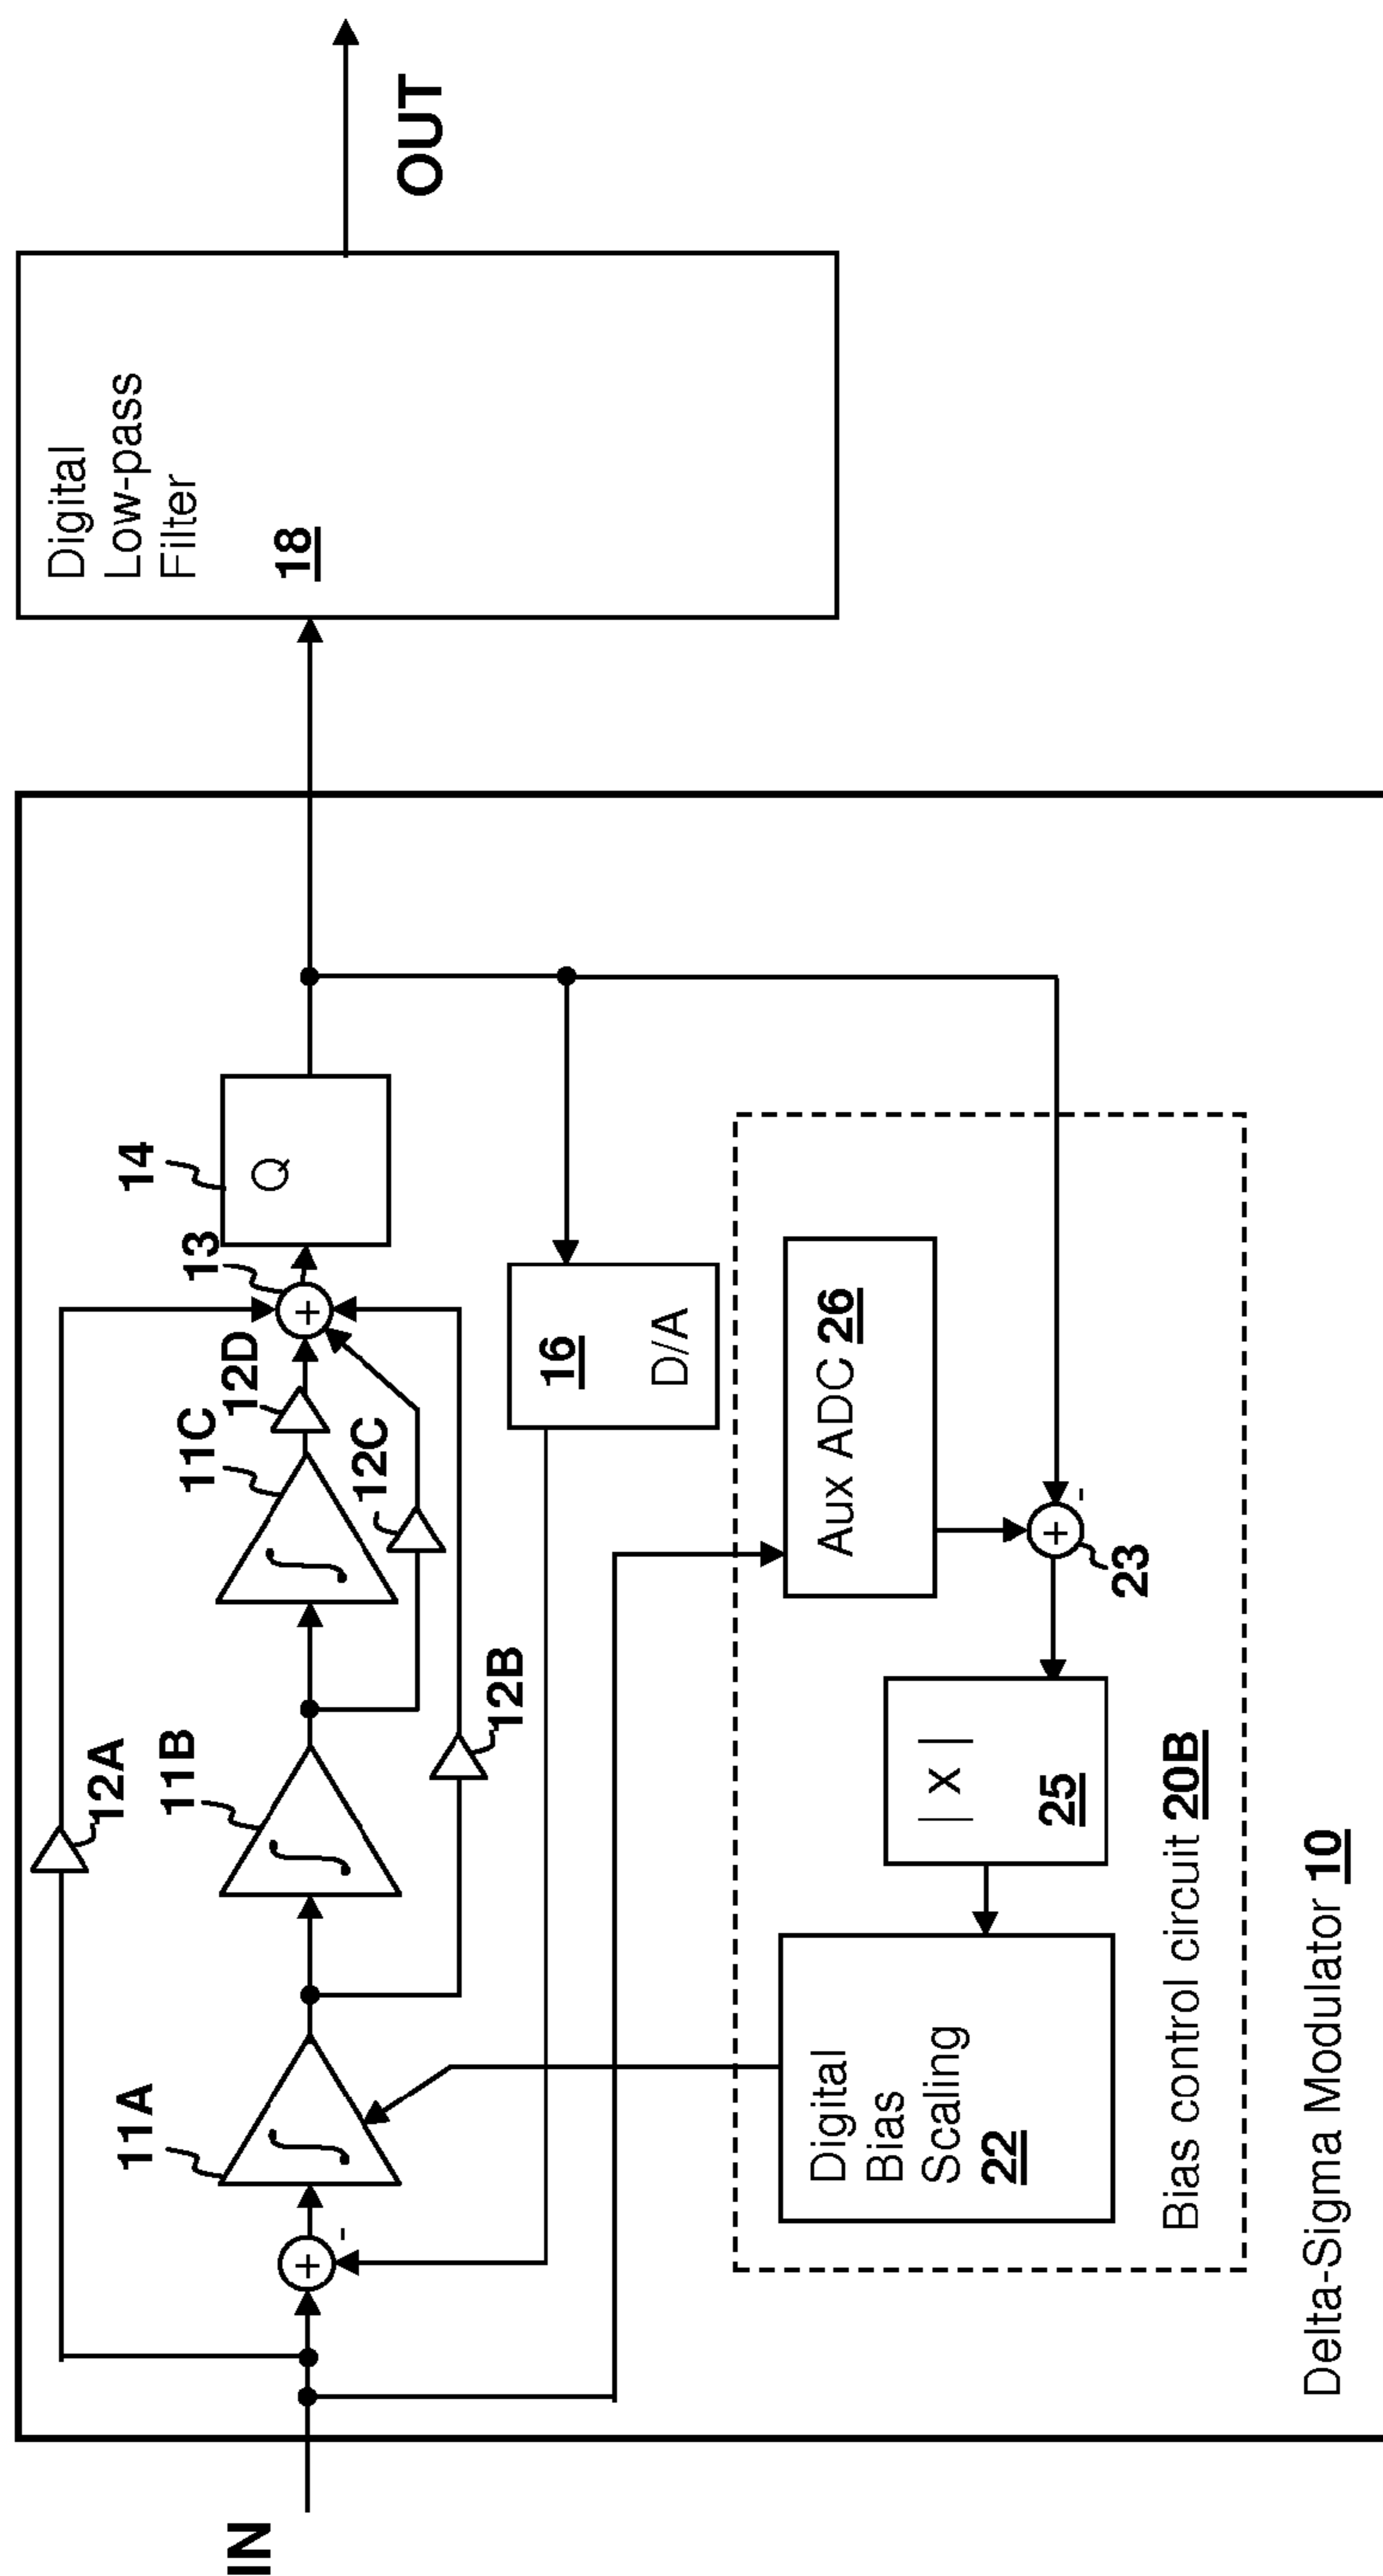 IN
12A
11A
11B
11C
12D
13
14
Q
12C
12B
+
-
+
∫
∫
∫
16
D/A
Aux ADC 26
+
-
23
| X |
25
Digital
Bias
Scaling
22
Bias control circuit 20B
Delta-Sigma Modulator 10
Digital
Low-pass
Filter
18
OUT